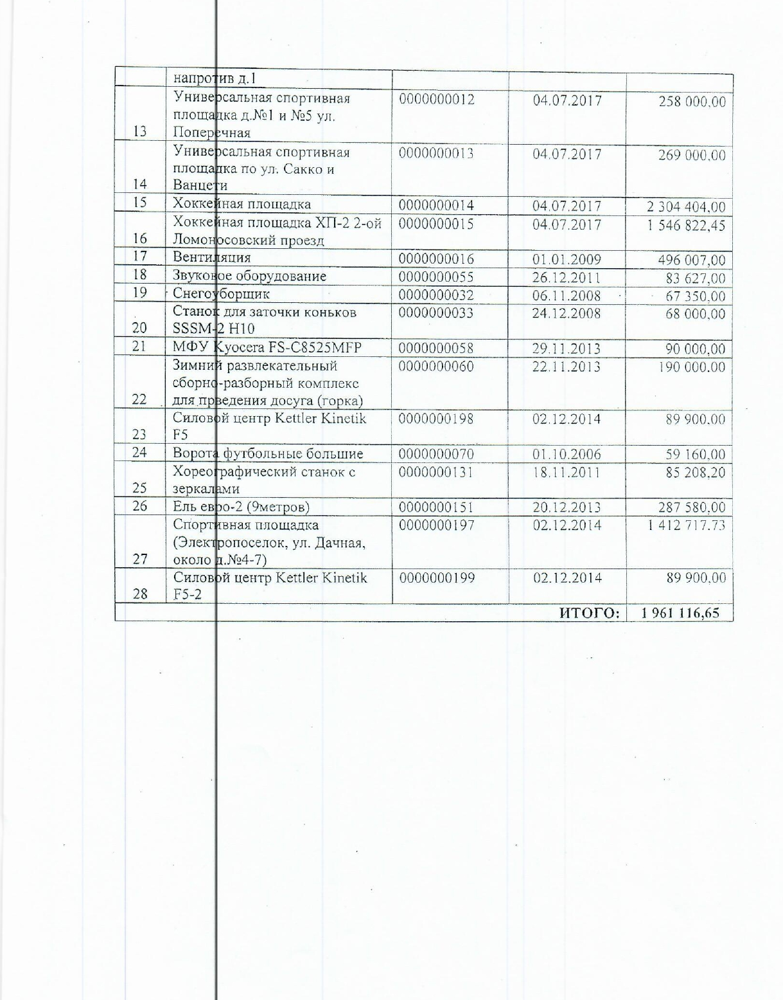 напротив д.1
Универсальная спортивная 0000000012 04.07.2017 258 000,00
площадка д.№1 и №5 ул.
13 Поперечная
Универсальная спортивная 0000000013 04.07.2017 269 000,00
площадка по ул. Сакко и
14 Ванцети
15 Хоккейная площадка 0000000014 04.07.2017 2 304 404,00
Хоккейная площадка ХП-2 2-ой 0000000015 04.07.2017 1 546 822,45
16 Ломоносовский проезд
17 Вентиляция 0000000016 01.01.2009 496 007,00
18 Звуковое оборудование 0000000055 26.12.2011 83 627,00
19 Снегоуборщик 0000000032 06.11.2008 67 350,00
Станок для заточки коньков 0000000033 24.12.2008 68 000,00
20 SSSM-2 H10
21 МФУ Kyocera FS-C8525MFP 0000000058 29.11.2013 90 000,00
Зимний развлекательный 0000000060 22.11.2013 190 000.00
сборно-разборный комплекс
22 для прведения досуга (горка)
Силовой центр Kettler Kinetik 0000000198 02.12.2014 89 900.00
23 F5
24 Ворота футбольные большие 0000000070 01.10.2006 59 160,00
Хореографический станок с 0000000131 18.11.2011 85 208,20
25 зеркалами
26 Ель евро-2 (9метров) 0000000151 20.12.2013 287 580,00
Спортивная площадка 0000000197 02.12.2014 1 412 717.73
(Электропоселок, ул. Дачная,
27 около д.№4-7)
Силовой центр Kettler Kinetik 0000000199 02.12.2014 89 900.00
28 F5-2
ИТОГО: 1 961 116,65